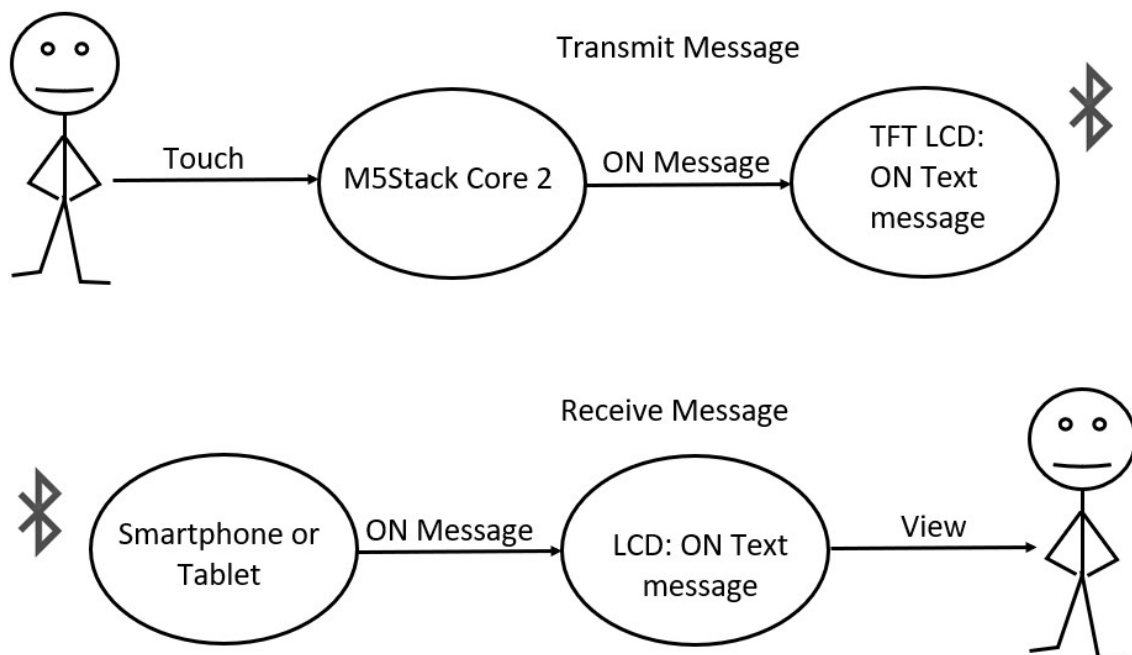 Transmit Message
Touch
M5Stack Core 2
ON Message
TFT LCD:
ON Text
message
Receive Message
Smartphone or
Tablet
ON Message
LCD: ON Text
message
View